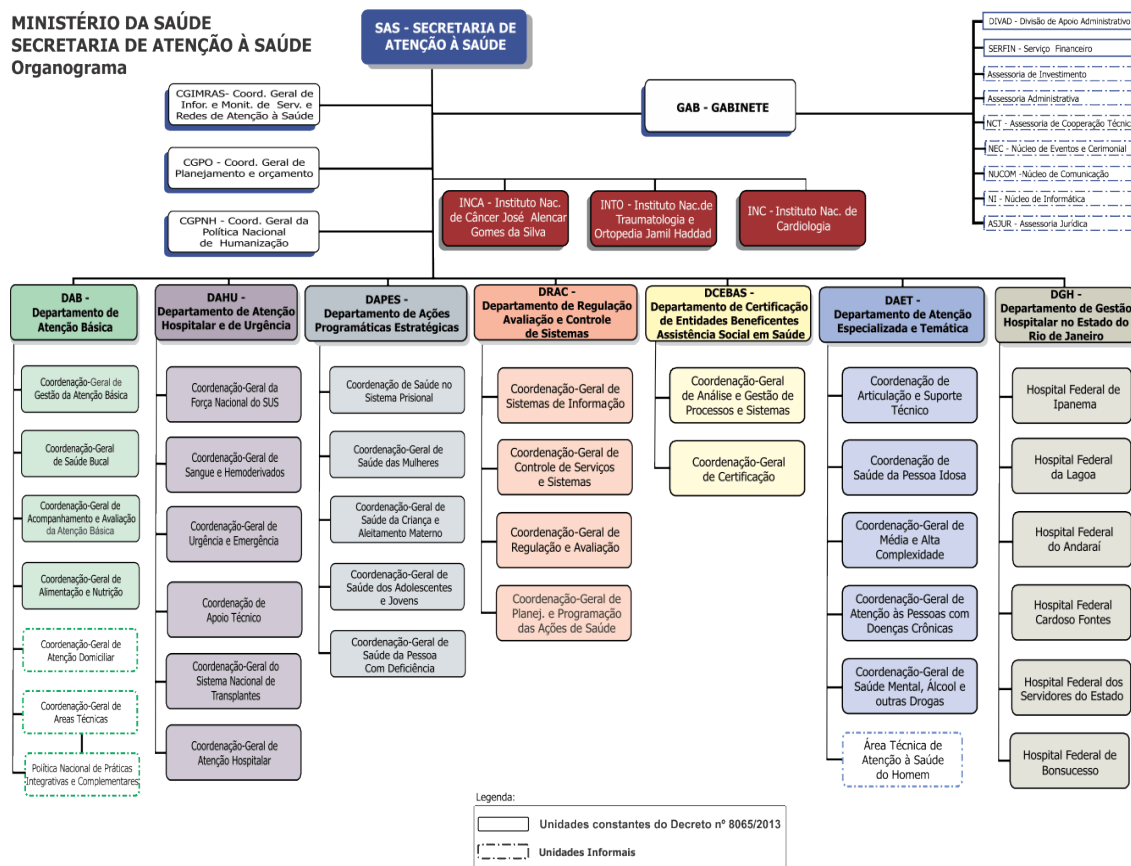 MINISTÉRIO DA SAÚDE
SECRETARIA DE ATENÇÃO À SAÚDE
Organograma
SAS - SECRETARIA DE
ATENÇÃO À SAÚDE
CGIMRAS- Coord. Geral de
Infor. e Monit. de Serv. e
Redes de Atenção à Saúde
CGPO - Coord. Geral de
Planejamento e orçamento
CGPNH - Coord. Geral da
Política Nacional
de Humanização
GAB - GABINETE
DIVAD - Divisão de Apoio Administrativo
SERFIN - Serviço Financeiro
Assessoria de Investimento
Assessoria Administrativa
NCT - Assessoria de Cooperação Técnica
NEC - Núcleo de Eventos e Cerimonial
NUCOM -Núcleo de Comunicação
NI - Núcleo de Informática
ASJUR - Assessoria Jurídica
INCA - Instituto Nac.
de Câncer José Alencar
Gomes da Silva
INTO - Instituto Nac.de
Traumatologia e
Ortopedia Jamil Haddad
INC - Instituto Nac. de
Cardiologia
DAB -
Departamento de
Atenção Básica
Coordenação-Geral de
Gestão da Atenção Básica
Coordenação-Geral
de Saúde Bucal
Coordenação-Geral de
Acompanhamento e Avaliação
da Atenção Básica
Coordenação-Geral de
Alimentação e Nutrição
Coordenação-Geral de
Atenção Domiciliar
Coordenação-Geral de
Areas Técnicas
Política Nacional de Práticas
Integrativas e Complementares
DAHU -
Departamento de Atenção
Hospitalar e de Urgência
Coordenação-Geral da
Força Nacional do SUS
Coordenação-Geral de
Sangue e Hemoderivados
Coordenação-Geral de
Urgência e Emergência
Coordenação de
Apoio Técnico
Coordenação-Geral do
Sistema Nacional de
Transplantes
Coordenação-Geral de
Atenção Hospitalar
DAPES -
Departamento de Ações
Programáticas Estratégicas
Coordenação de Saúde no
Sistema Prisional
Coordenação-Geral de
Saúde das Mulheres
Coordenação-Geral de
Saúde da Criança e
Aleitamento Materno
Coordenação-Geral de
Saúde dos Adolescentes
e Jovens
Coordenação-Geral de
Saúde da Pessoa
Com Deficiência
DRAC -
Departamento de Regulação
Avaliação e Controle
de Sistemas
Coordenação-Geral de
Sistemas de Informação
Coordenação-Geral de
Controle de Serviços
e Sistemas
Coordenação-Geral de
Regulação e Avaliação
Coordenação-Geral de
Planej. e Programação
das Ações de Saúde
DCEBAS -
Departamento de Certificação
de Entidades Beneficentes
Assistência Social em Saúde
Coordenação-Geral
de Análise e Gestão de
Processos e Sistemas
Dcoordenação-Geral
de Certificação
DAET -
Departamento de Atenção
Especializada e Temática
Coordenação de
Articulação e Suporte
Técnico
Coordenação de
Saúde da Pessoa Idosa
Coordenação-Geral de
Média e Alta
Complexidade
Coordenação-Geral de
Atenção às Pessoas com
Doenças Crônicas
Coordenação-Geral de
Saúde Mental, Álcool e
outras Drogas
Área Técnica de
Atenção à Saúde
do Homem
DGH -
Departamento de Gestão
Hospitalar no Estado do
Rio de Janeiro
Hospital Federal de
Ipanema
Hospital Federal
da Lagoa
Hospital Federal
do Andaraí
Hospital Federal
Cardoso Fontes
Hospital Federal dos
Servidores do Estado
Hospital Federal de
Bonsucesso
Legenda:
Unidades constantes do Decreto nº 8065/2013
Unidades Informais